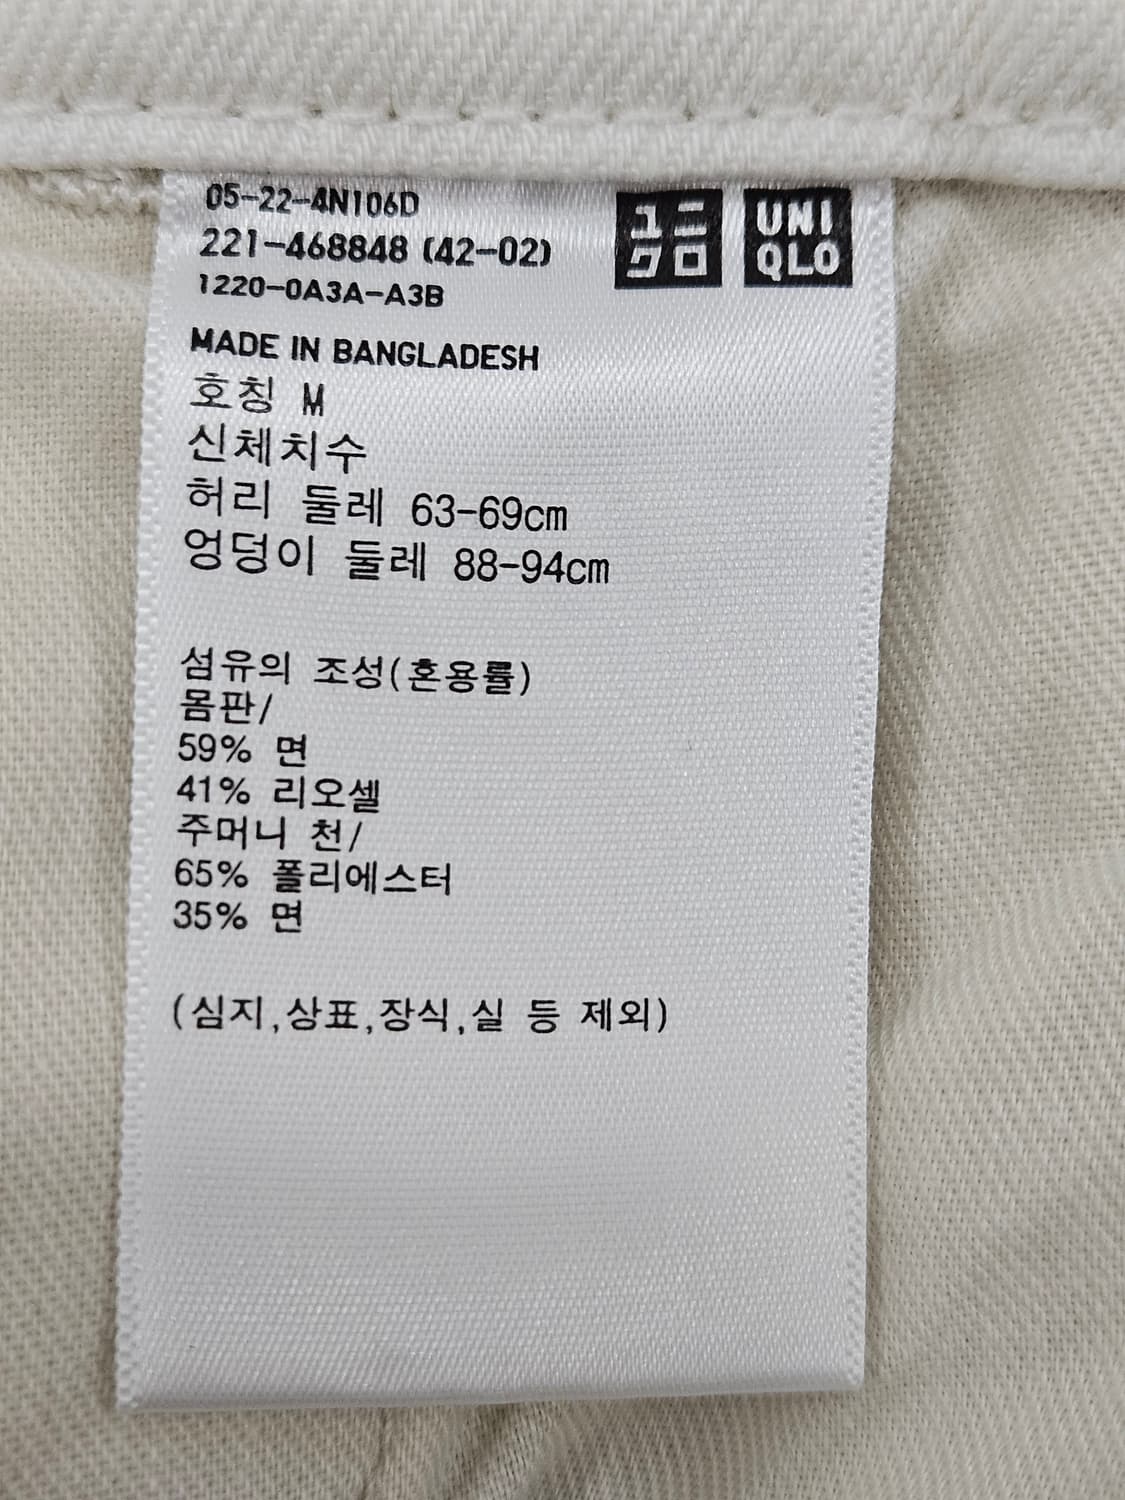 05-22-4N106D
221-468848 (42-02)
1220-0A3A-A3B
ユニ
クロ
UNI
QLO
MADE IN BANGLADESH
호칭 M
신체치수
허리 둘레 63-69cm
엉덩이 둘레 88-94cm
섬유의 조성(혼용률)
몸판/
59% 면
41% 리오셀
주머니 천/
65% 폴리에스터
35% 면
(심지,상표,장식,실 등 제외)